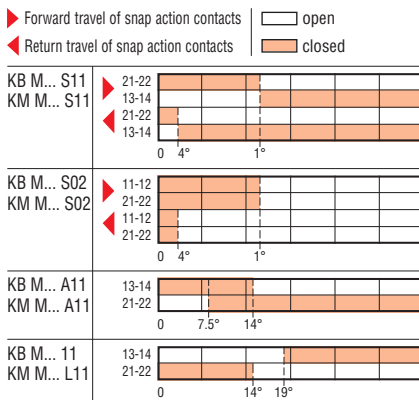 Forward travel of snap action contacts open
Return travel of snap action contacts closed
KB M... S11 21-22
KM M... S11 13-14
21-22
13-14
0 4° 1°
KB M... S02 11-12
KM M... S02 21-22
11-12
21-22
0 4° 1°
KB M... A11 13-14
KM M... A11 21-22
0 7.5° 14°
KB M... 11 13-14
KM M... L11 21-22
0 14° 19°